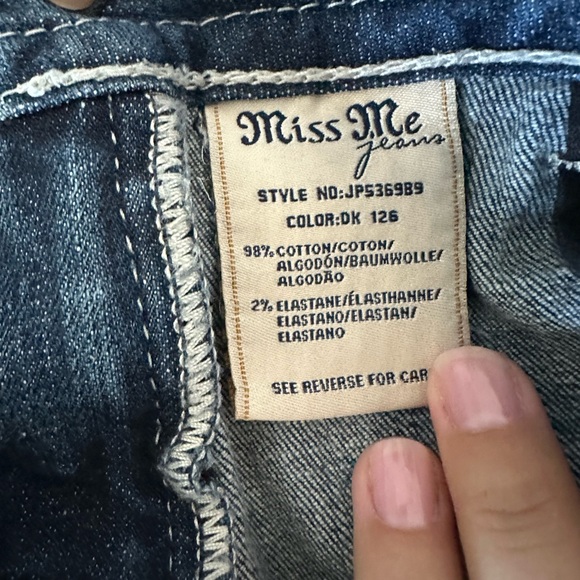 Miss Me
jeans
STYLE NO:JP5369B9
COLOR:DK 126
98% COTTON/COTON/
ALGODÓN/BAUMWOLLE/
ALGODÃO
2% ELASTANE/ÉLASTHANNE/
ELASTANO/ELASTAN/
ELASTANO
SEE REVERSE FOR CAR